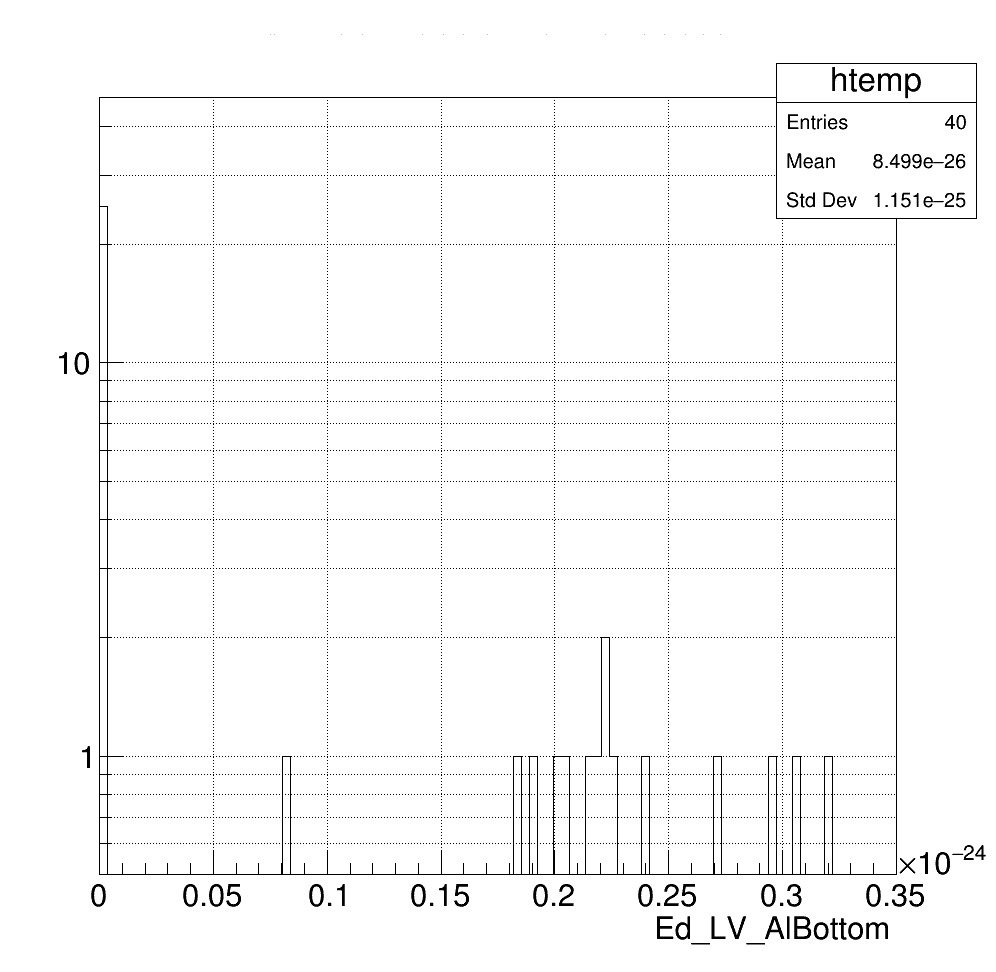 htemp
Entries 40
Mean 8.499e−26
Std Dev 1.151e−25
10
1
0 0.05 0.1 0.15 0.2 0.25 0.3 0.35
×10−24
Ed_LV_AlBottom